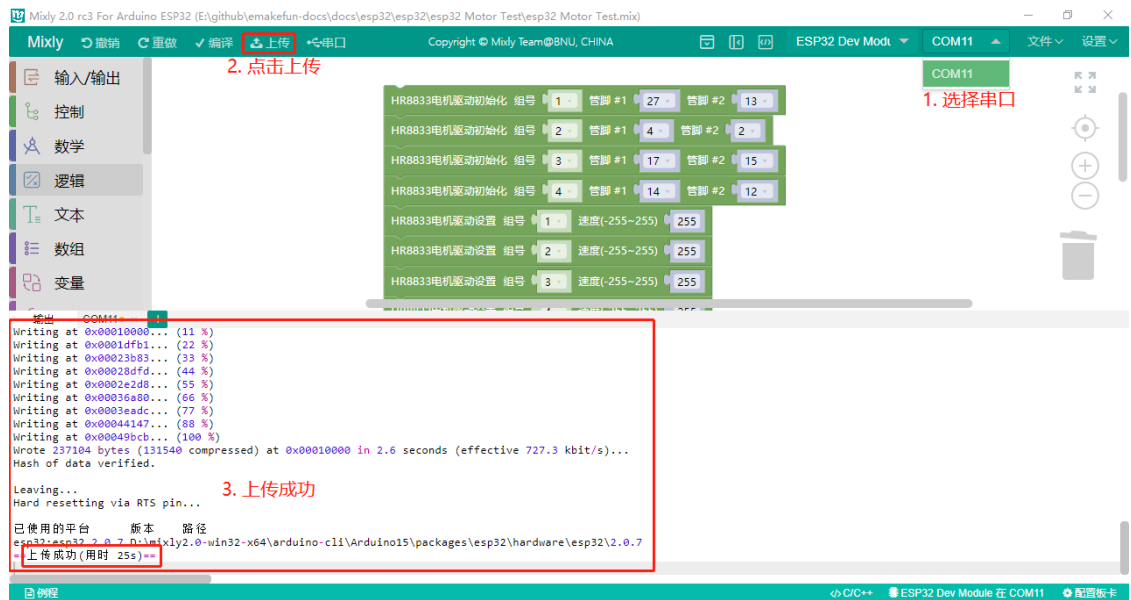 Mixly 2.0 rc3 For Arduino ESP32 (E:\github\emakefun-docs\docs\esp32\esp32\esp32 Motor Test\esp32 Motor Test.mix)
Mixly 撤销 重做 编译 上传 串口 Copyright © Mixly Team@BNU, CHINA ESP32 Dev Modu COM11 文件 设置
COM11
1. 选择串口
2. 点击上传
输入/输出
控制
数学
逻辑
文本
数组
变量
HR8833电机驱动初始化 组号 1 管脚 #1 27 管脚 #2 13
HR8833电机驱动初始化 组号 2 管脚 #1 4 管脚 #2 2
HR8833电机驱动初始化 组号 3 管脚 #1 17 管脚 #2 15
HR8833电机驱动初始化 组号 4 管脚 #1 14 管脚 #2 12
HR8833电机驱动设置 组号 1 速度(-255~255) 255
HR8833电机驱动设置 组号 2 速度(-255~255) 255
HR8833电机驱动设置 组号 3 速度(-255~255) 255
输出 COM11
Writing at 0x00010000... (11 %)
Writing at 0x0001dfb1... (22 %)
Writing at 0x00023b83... (33 %)
Writing at 0x00028dfd... (44 %)
Writing at 0x0002e2d8... (55 %)
Writing at 0x00036a80... (66 %)
Writing at 0x0003eadc... (77 %)
Writing at 0x00044147... (88 %)
Writing at 0x00049bcb... (100 %)
Wrote 237104 bytes (131540 compressed) at 0x00010000 in 2.6 seconds (effective 727.3 kbit/s)...
Hash of data verified.
Leaving...
Hard resetting via RTS pin...
3. 上传成功
已使用的平台 版本 路径
esp32:esp32 2.0.7 D:\mixly2.0-win32-x64\arduino-cli\Arduino15\packages\esp32\hardware\esp32\2.0.7
==上传成功(用时 25s)==
例程 C/C++ ESP32 Dev Module 在 COM11 配置板卡